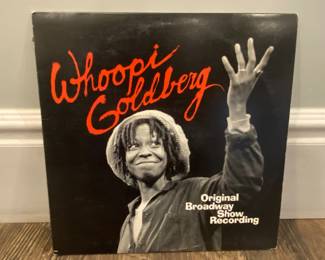 Whoopi
Goldberg
Original
Broadway
Show
Recording